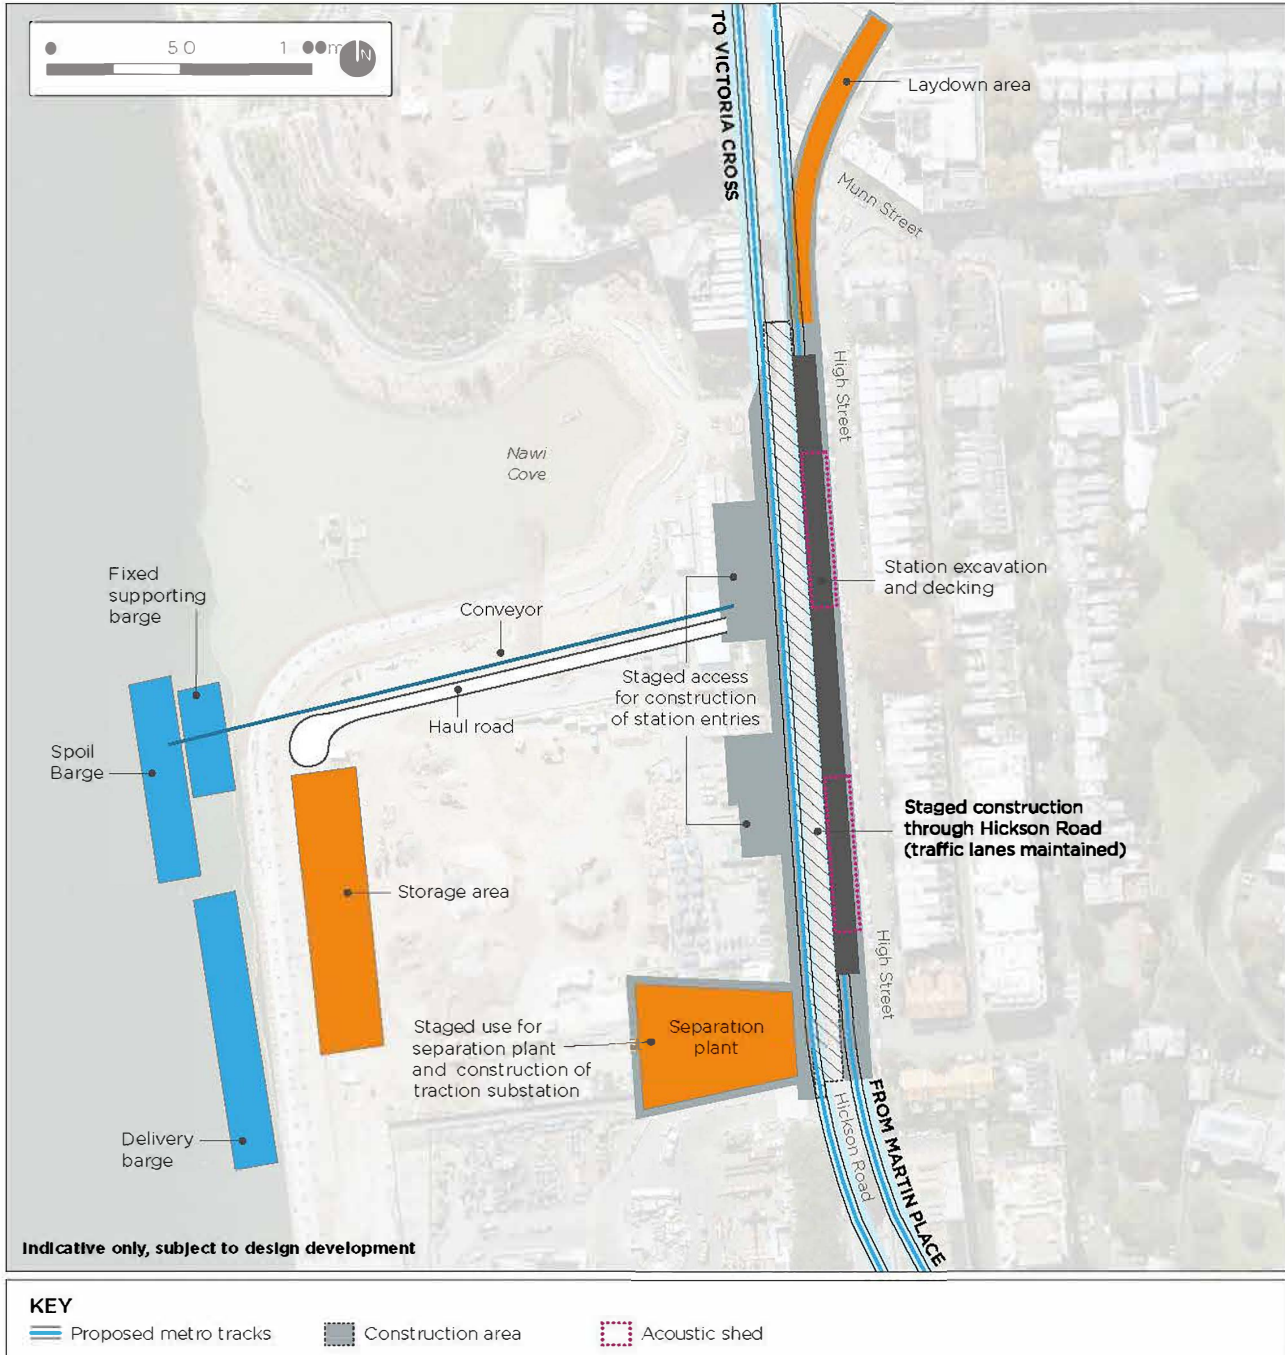 50 100m
N
TO VICTORIA CROSS
Laydown area
Munn Street
High Street
Nawi
Cove
Fixed
supporting
barge
Conveyor
Station excavation
and decking
Staged access
for construction
of station entries
Haul road
Spoil
Barge
Staged construction
through Hickson Road
(traffic lanes maintained)
Storage area
High Street
Staged use for
separation plant
and construction of
traction substation
Separation
plant
Delivery
barge
Hickson Road
FROM MARTIN PLACE
Indicative only, subject to design development
KEY
Proposed metro tracks
Construction area
Acoustic shed